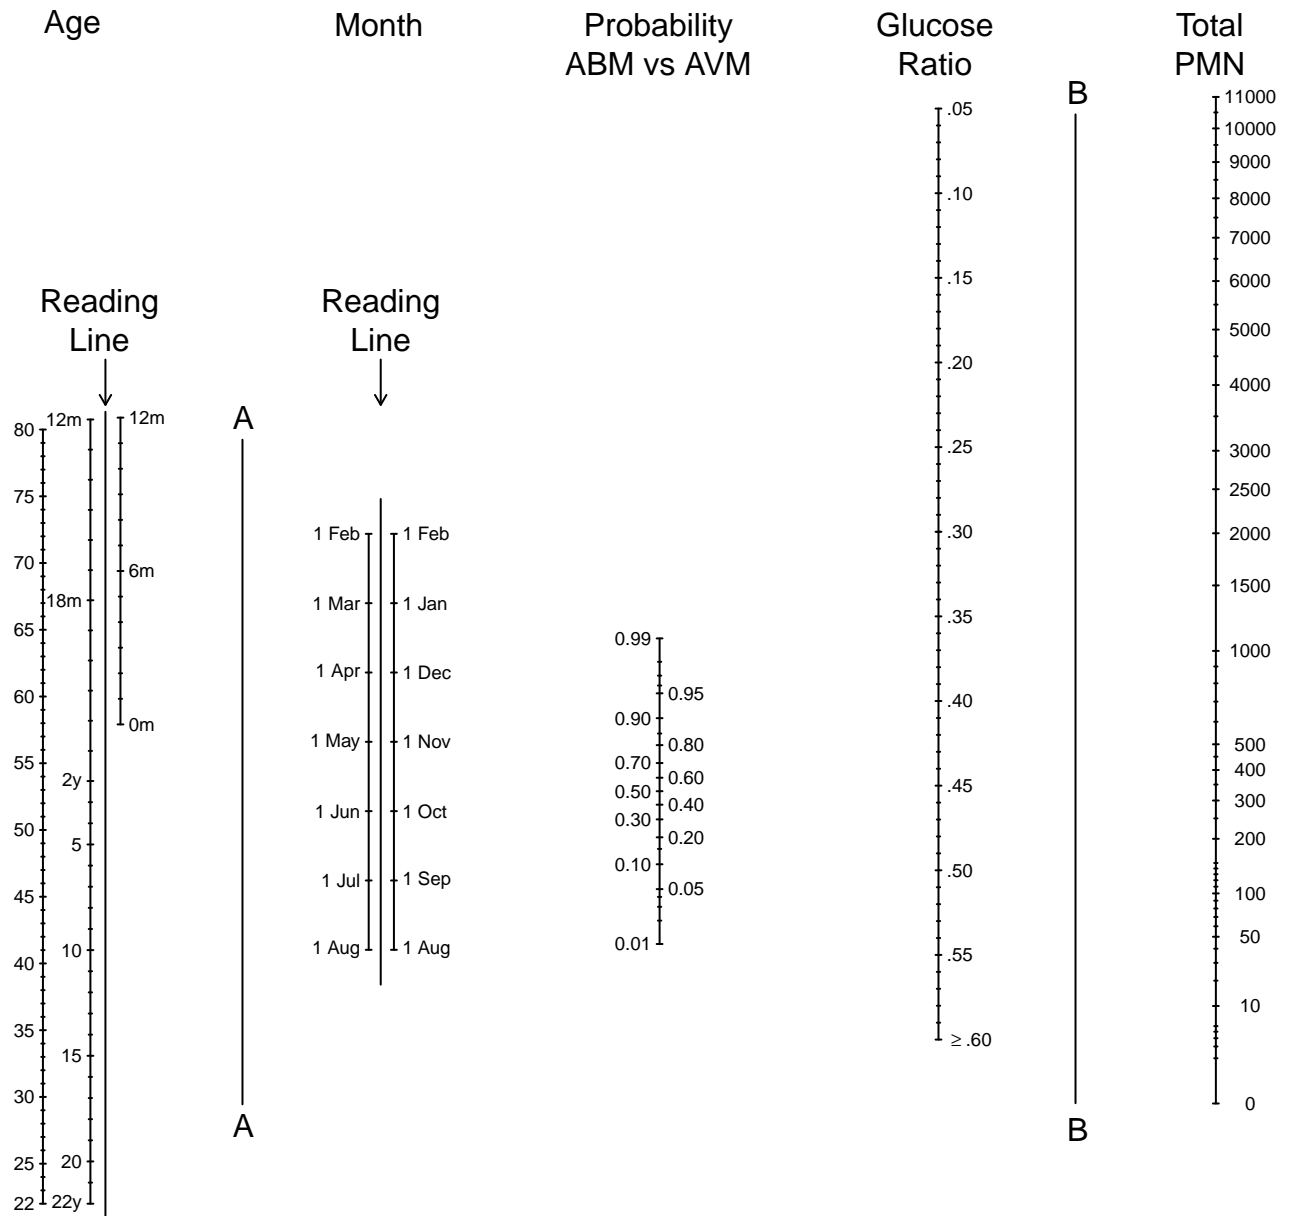 Age
Month
Probability
ABM vs AVM
Glucose
Ratio
Total
PMN
Reading
Line
Reading
Line
80
75
70
65
60
55
50
45
40
35
30
25
22
12m
18m
2y
5
10
15
20
22y
12m
6m
0m
A
A
1 Feb
1 Mar
1 Apr
1 May
1 Jun
1 Jul
1 Aug
1 Feb
1 Jan
1 Dec
1 Nov
1 Oct
1 Sep
1 Aug
0.99
0.95
0.90
0.80
0.70
0.60
0.50
0.40
0.30
0.20
0.10
0.05
0.01
.05
.10
.15
.20
.25
.30
.35
.40
.45
.50
.55
≥ .60
B
B
11000
10000
9000
8000
7000
6000
5000
4000
3000
2500
2000
1500
1000
500
400
300
200
100
50
10
0